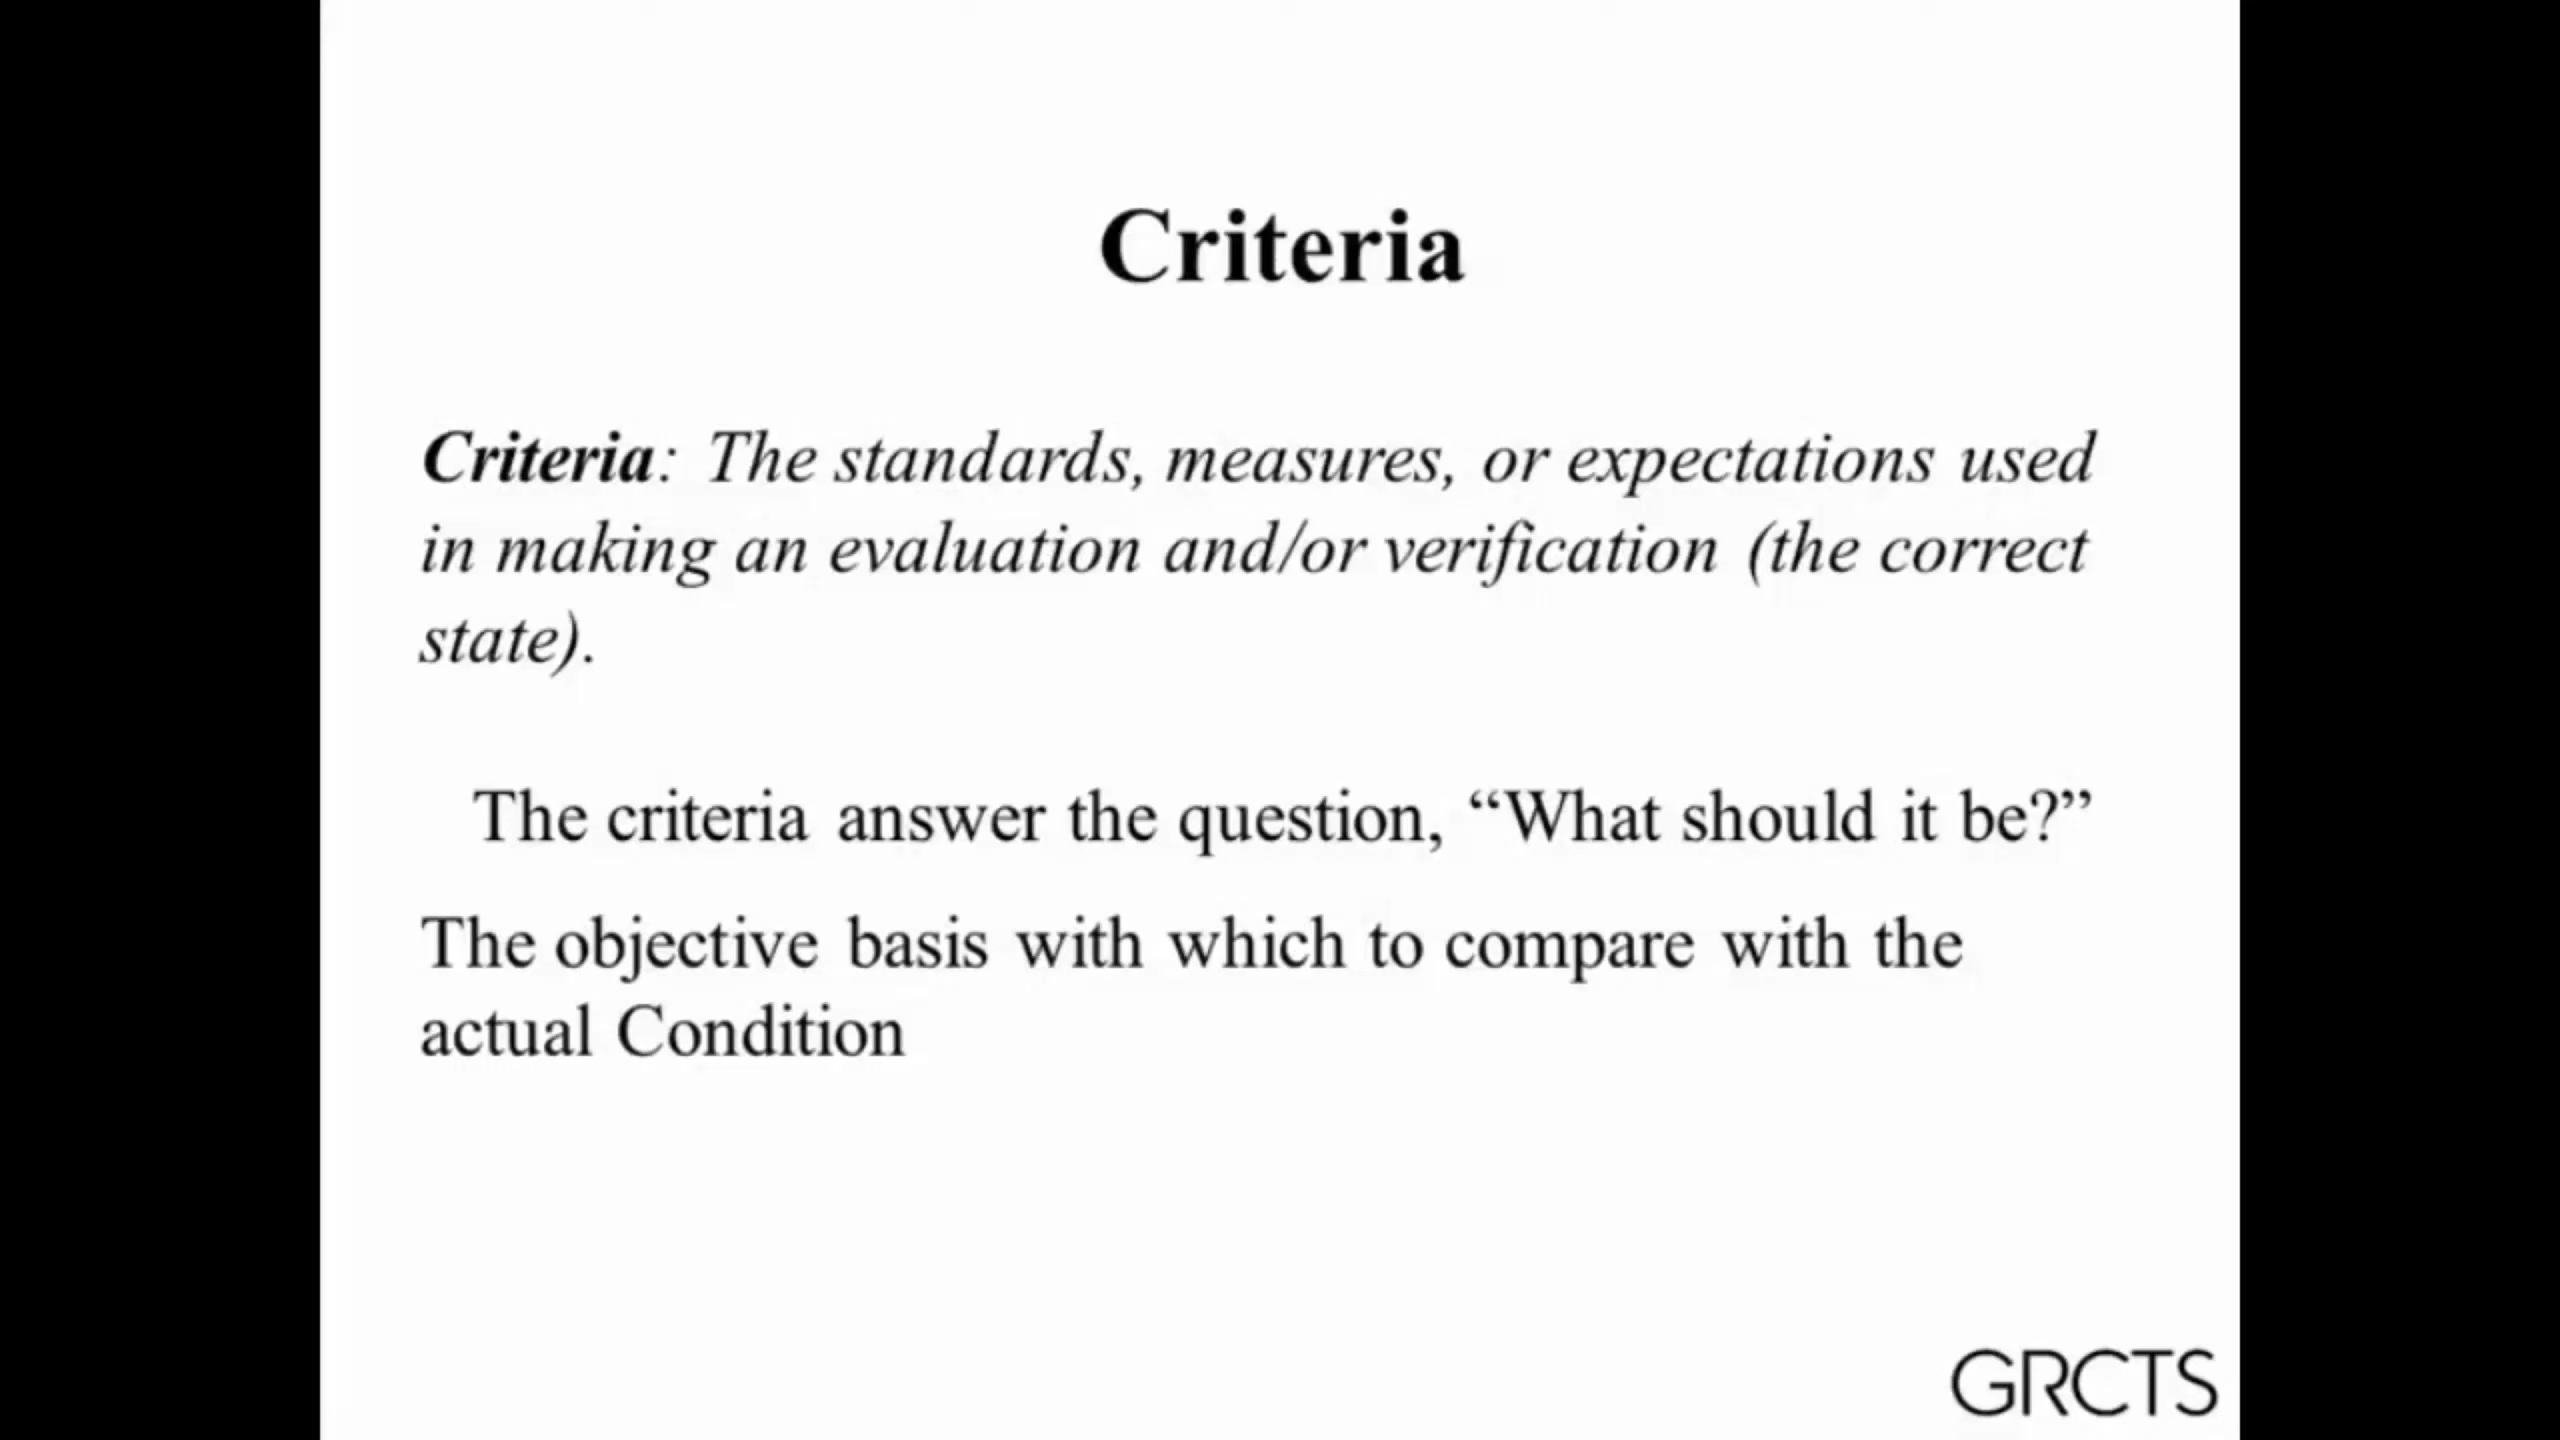 Criteria
Criteria: The standards, measures, or expectations used
in making an evaluation and/or verification (the correct
state).
The criteria answer the question, “What should it be?”
The objective basis with which to compare with the
actual Condition
GRCTS